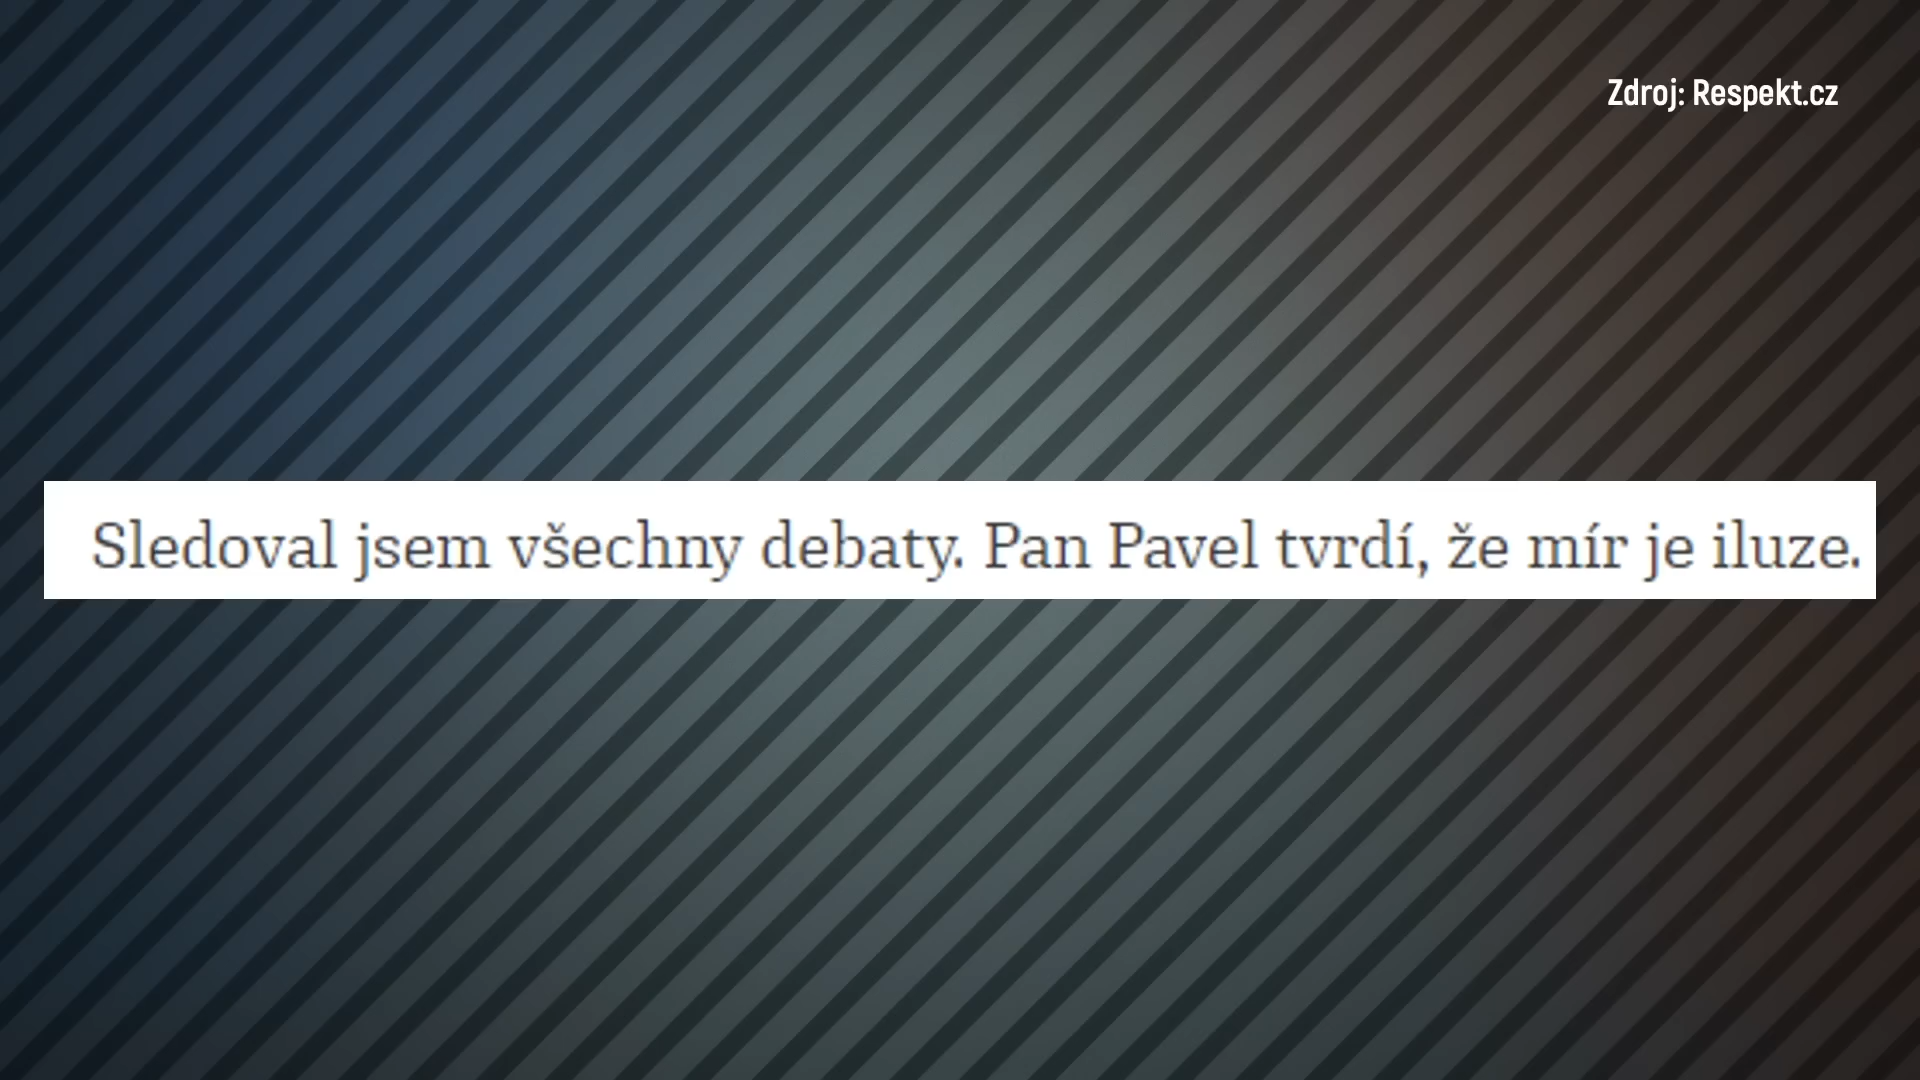 Zdroj: Respekt.cz
Sledoval jsem všechny debaty. Pan Pavel tvrdí, že mír je iluze.